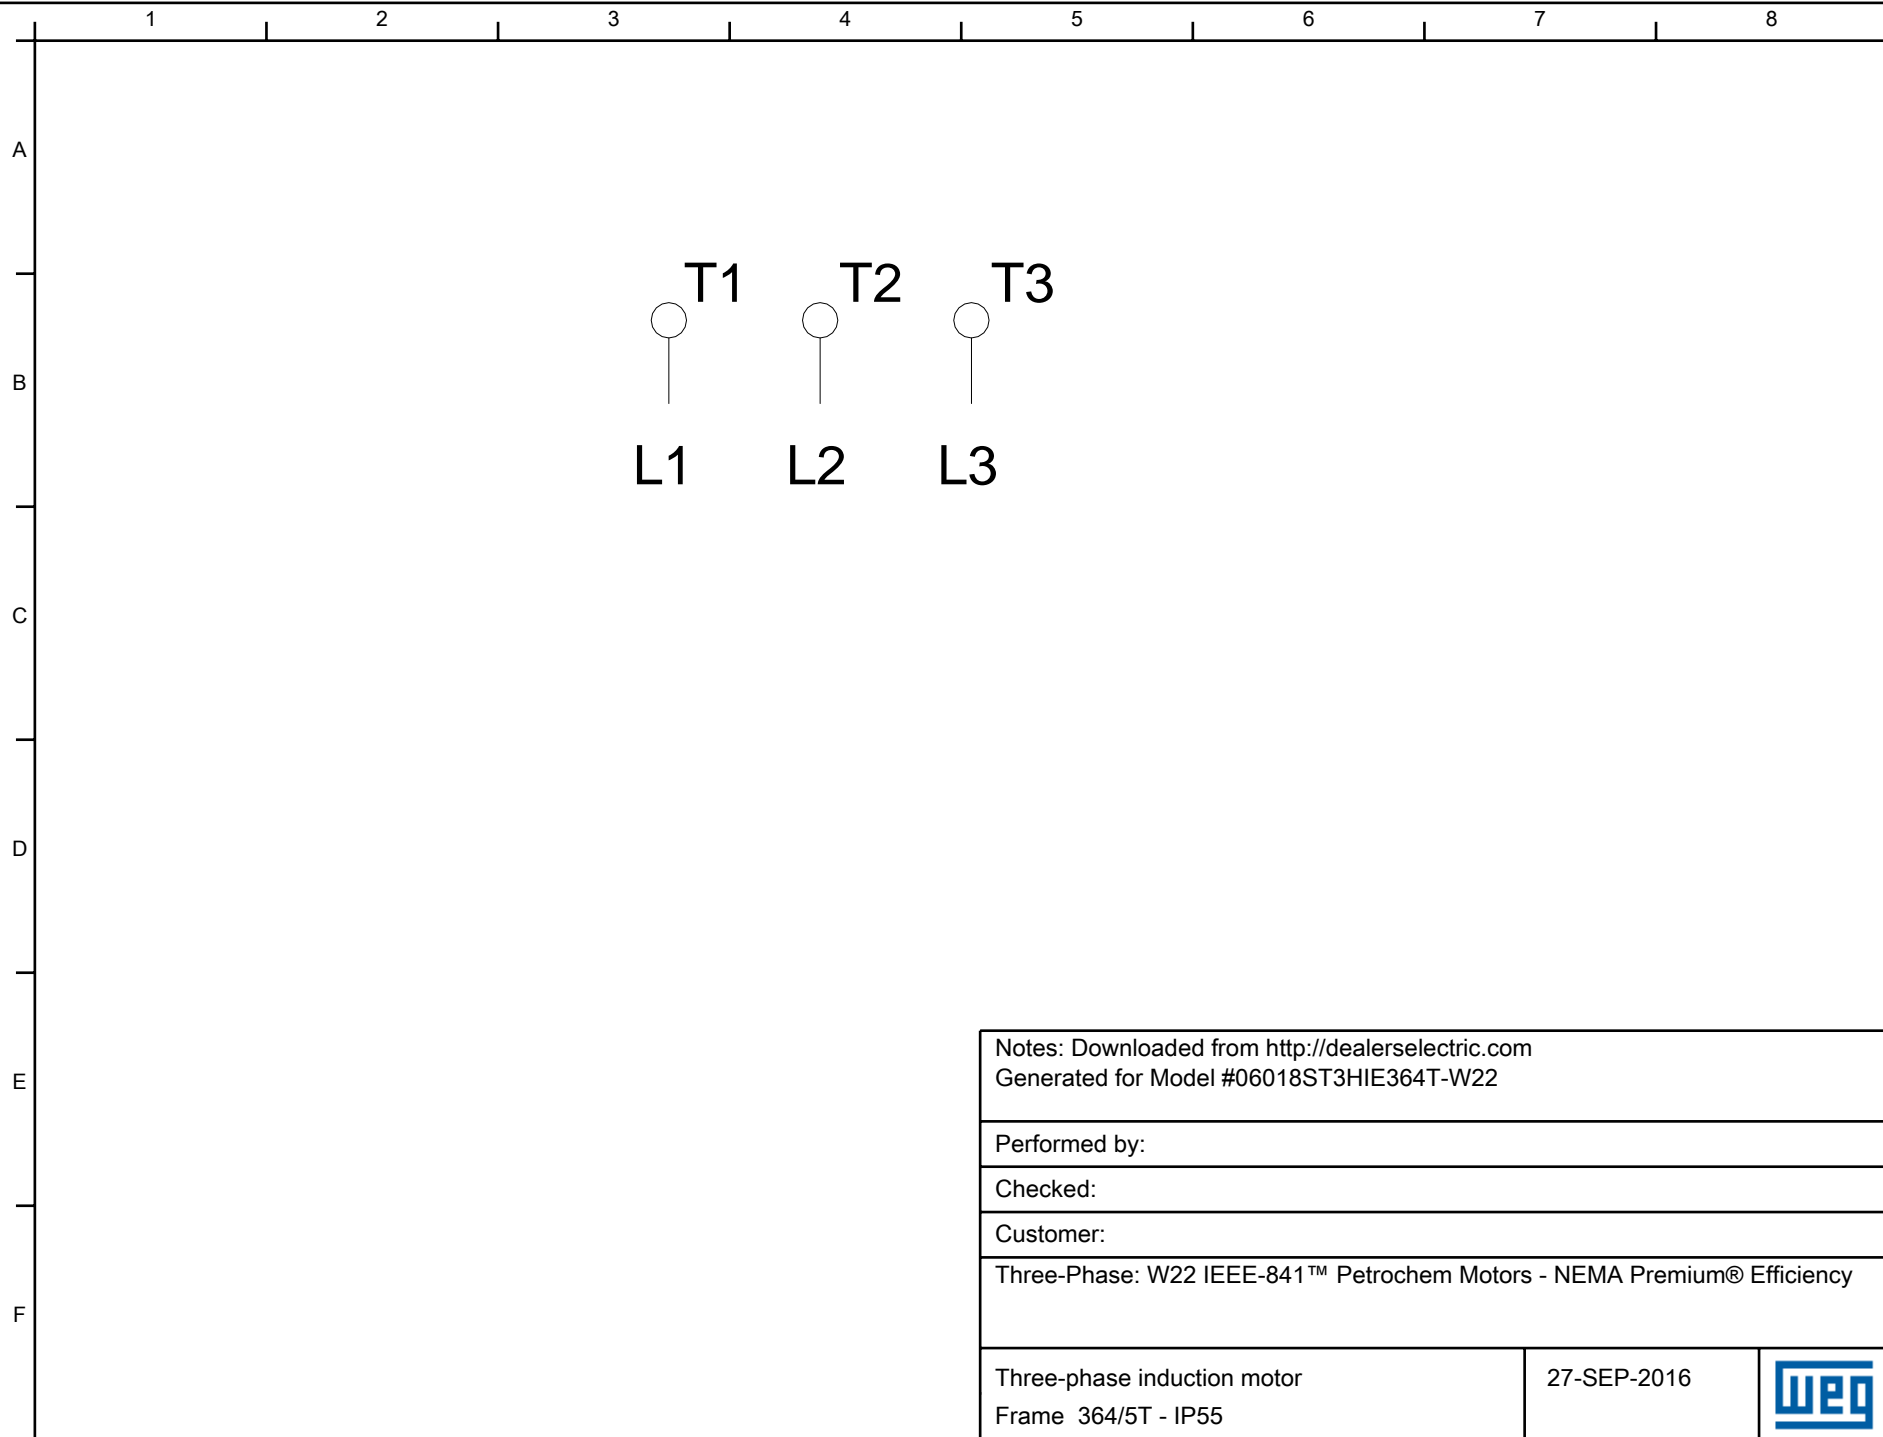 1 2 3 4 5 6 7 8
A
T1 T2 T3
B
L1 L2 L3
C
D
E
Notes: Downloaded from http://dealerselectric.com
Generated for Model #06018ST3HIE364T-W22
Performed by:
Checked:
Customer:
F
Three-Phase: W22 IEEE-841™ Petrochem Motors - NEMA Premium® Efficiency
Three-phase induction motor
Frame 364/5T - IP55
27-SEP-2016
weg